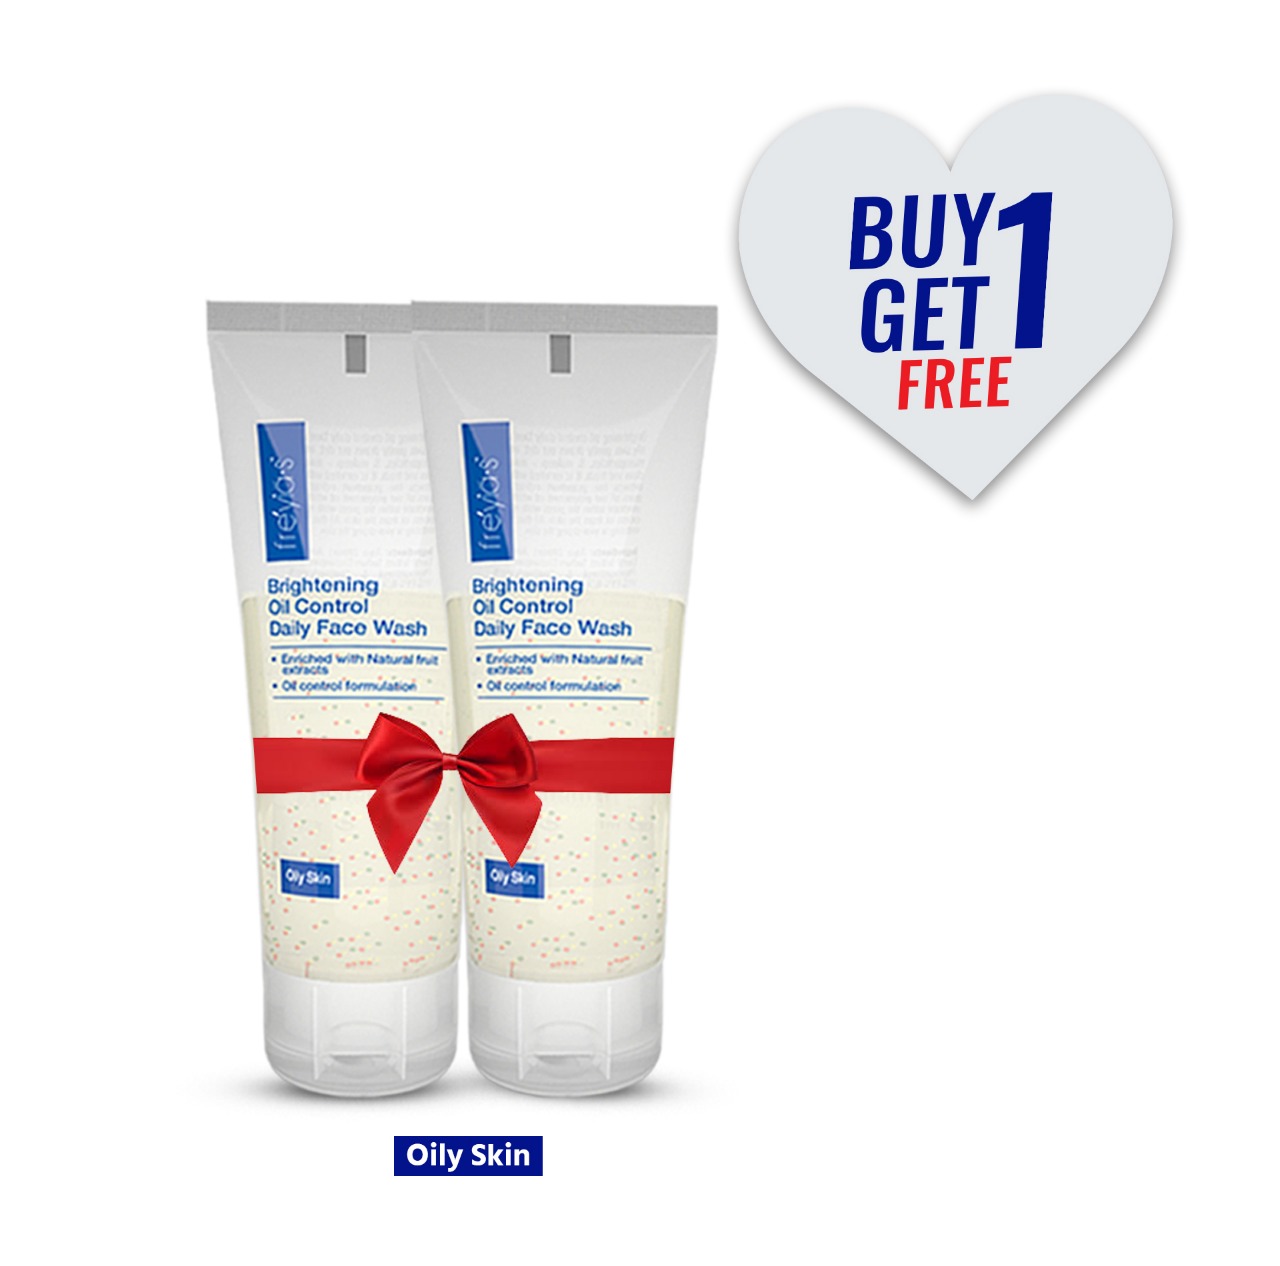 BUY 1
GET
FREE
fréyia·s
Brightening
Oil Control
Daily Face Wash
• Enriched with Natural fruit
extracts
• Oil control formulation
Oily Skin
fréyia·s
Brightening
Oil Control
Daily Face Wash
• Enriched with Natural fruit
extracts
• Oil control formulation
Oily Skin
Oily Skin